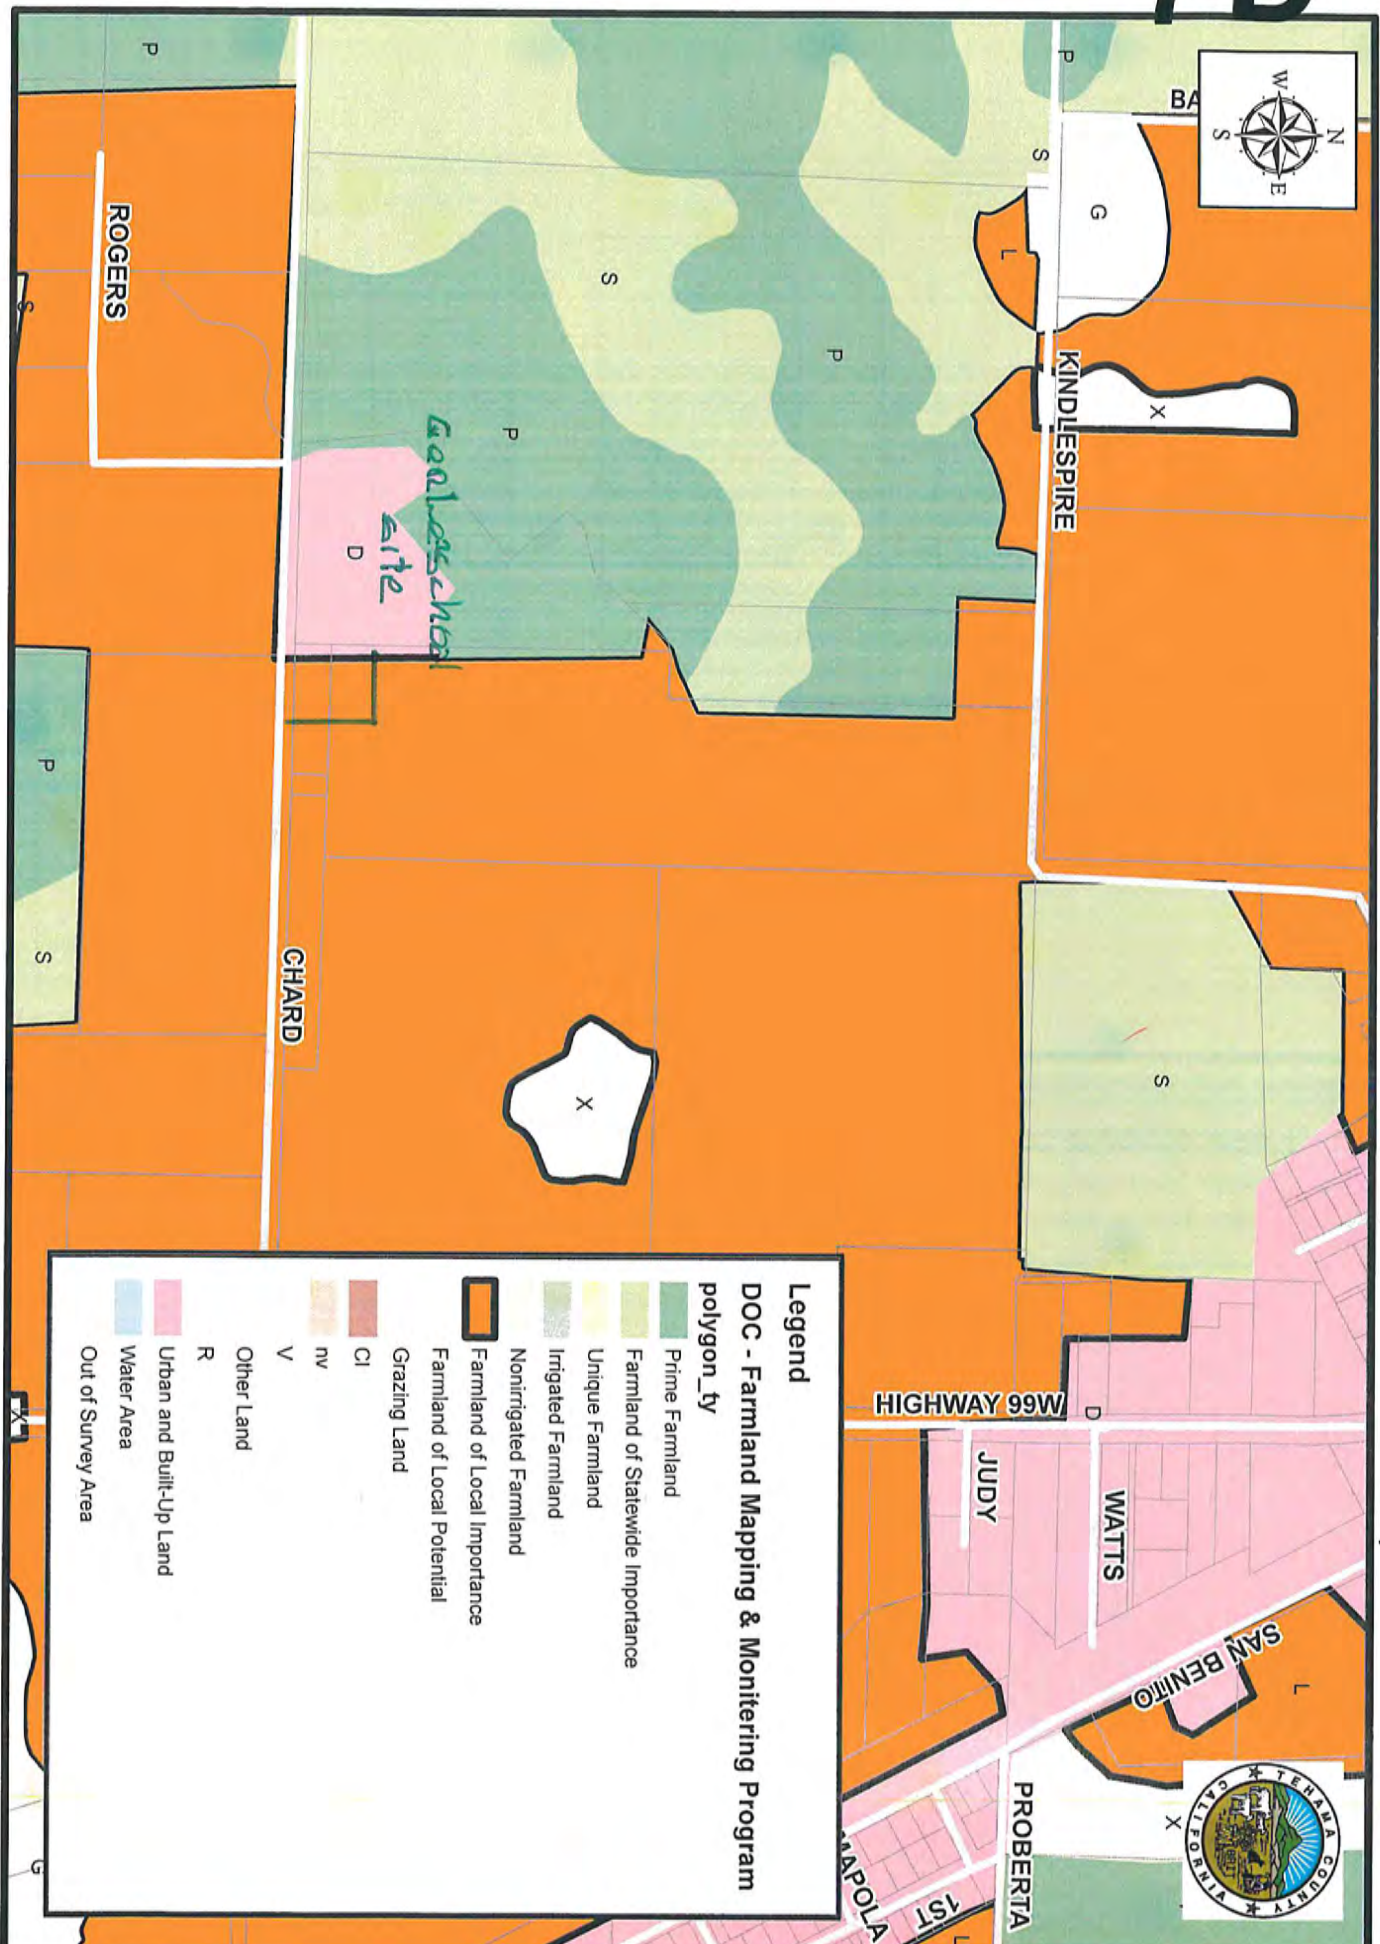 N
W
E
S
BA
P
P
S
G
L
KINDLESPIRE
X
S
P
P
ROGERS
S
school
site
D
P
S
CHARD
X
S
HIGHWAY 99W
D
JUDY
WATTS
SAN BENITO
L
PROBERTA
X
TEHAMA COUNTY
CALIFORNIA
MAPOLA
1ST
L
G
X
Legend
DOC - Farmland Mapping & Monitering Program
polygon_ty
Prime Farmland
Farmland of Statewide Importance
Unique Farmland
Irrigated Farmland
Nonirrigated Farmland
Farmland of Local Importance
Farmland of Local Potential
Grazing Land
CI
nv
V
Other Land
R
Urban and Built-Up Land
Water Area
Out of Survey Area